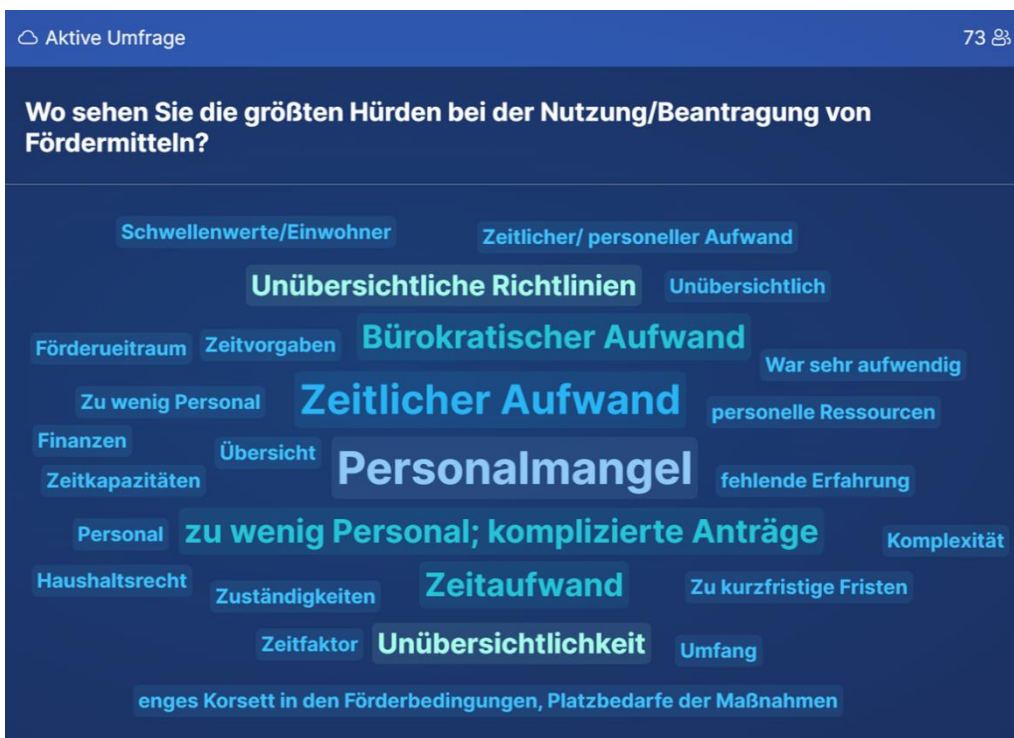 Aktive Umfrage
73
Wo sehen Sie die größten Hürden bei der Nutzung/Beantragung von
Fördermitteln?
Schwellenwerte/Einwohner
Zeitlicher/ personeller Aufwand
Unübersichtliche Richtlinien
Unübersichtlich
Förderueitraum
Zeitvorgaben
Bürokratischer Aufwand
War sehr aufwendig
Zu wenig Personal
Zeitlicher Aufwand
personelle Ressourcen
Finanzen
Übersicht
Personalmangel
Zeitkapazitäten
fehlende Erfahrung
Personal
zu wenig Personal; komplizierte Anträge
Komplexität
Haushaltsrecht
Zuständigkeiten
Zeitaufwand
Zu kurzfristige Fristen
Zeitfaktor
Unübersichtlichkeit
Umfang
enges Korsett in den Förderbedingungen, Platzbedarfe der Maßnahmen